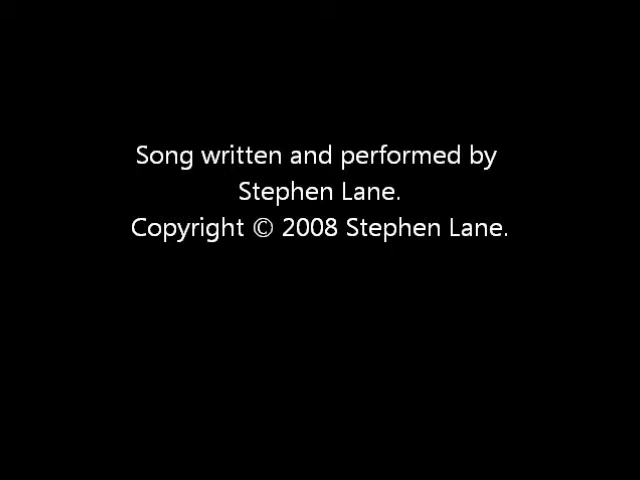 Song written and performed by
Stephen Lane.
Copyright © 2008 Stephen Lane.